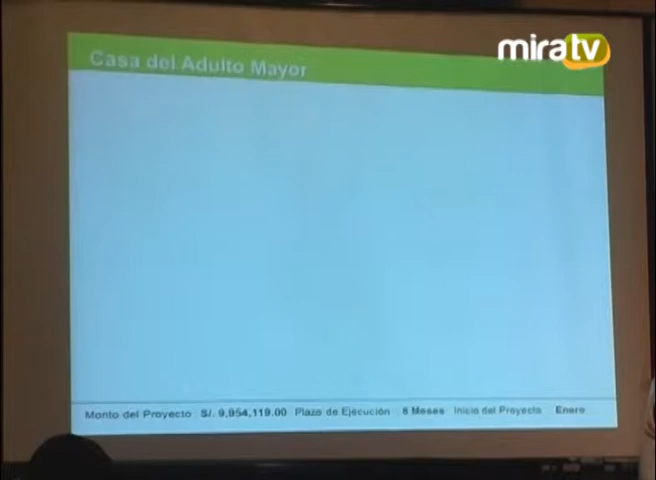 miratv
Casa del Adulto Mayor
Monto del Proyecto S/. 9,954,119.00 Plazo de Ejecución 8 Meses Inicio del Proyecto Enero